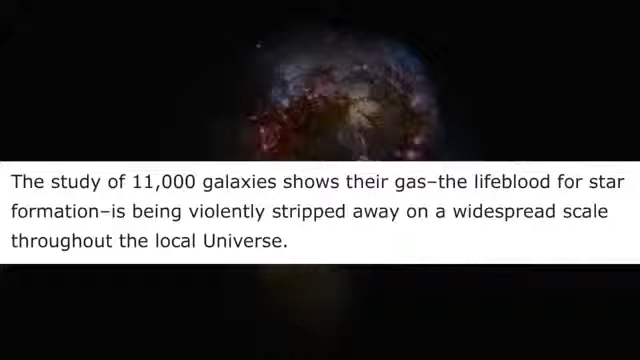 The study of 11,000 galaxies shows their gas–the lifeblood for star
formation–is being violently stripped away on a widespread scale
throughout the local Universe.